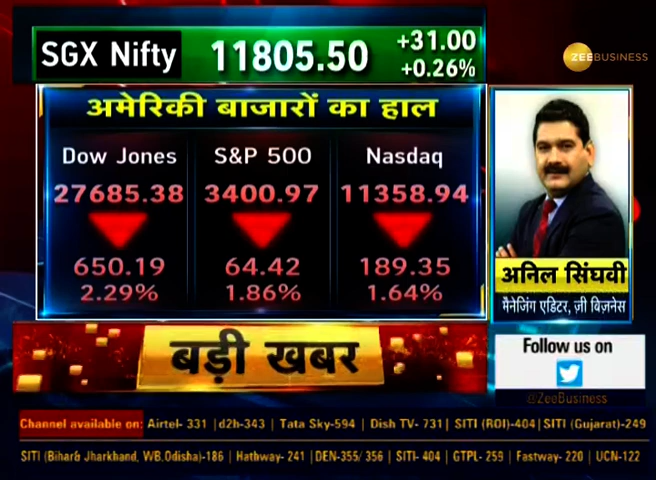 SGX Nifty 11805.50 +31.00
+0.26%
ZEEBUSINESS
अमेरिकी बाजारों का हाल
Dow Jones S&P 500 Nasdaq
27685.38 3400.97 11358.94
650.19 64.42 189.35
2.29% 1.86% 1.64%
अनिल सिंघवी
मैनेजिंग एडिटर, ज़ी बिज़नेस
बड़ी खबर
Follow us on
@ZeeBusiness
Channel available on: Airtel- 331 | d2h-343 | Tata Sky-594 | Dish TV- 731 | SITI (ROI)-404 | SITI (Gujarat)-249
SITI (Bihar& Jharkhand, WB,Odisha)-186 | Hathway- 241 | DEN-355/ 356 | SITI- 404 | GTPL- 259 | Fastway- 220 | UCN-122